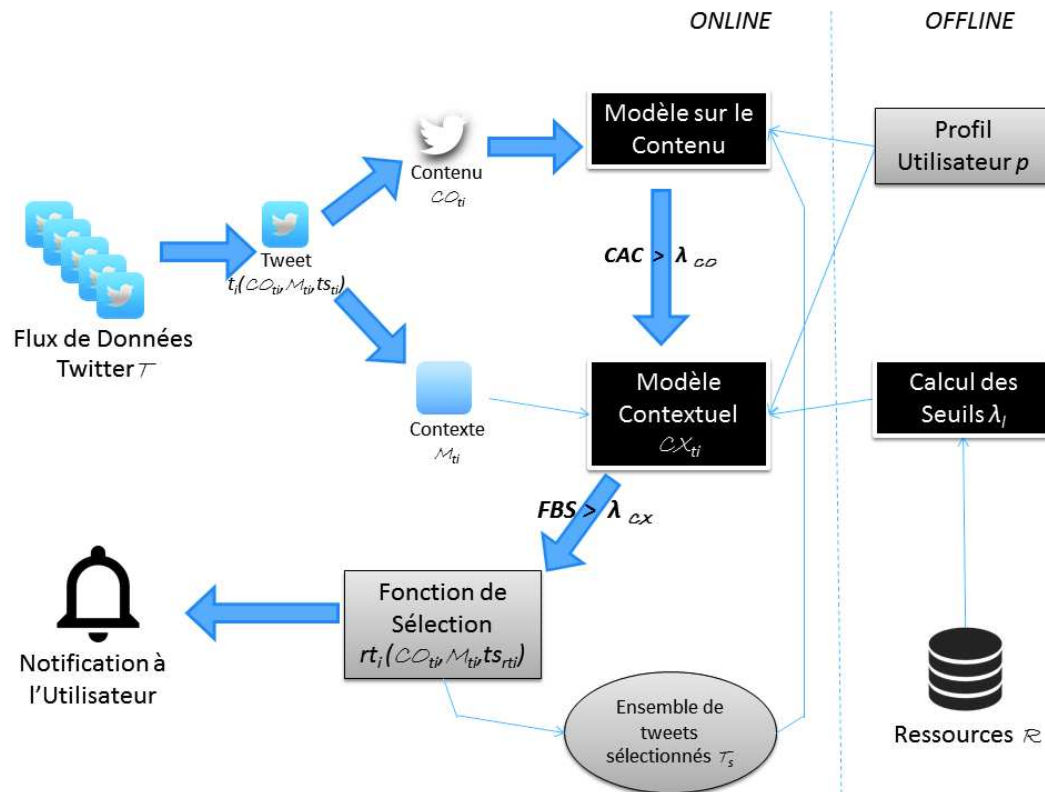 ONLINE
OFFLINE
Modèle sur le
Contenu
Profil
Utilisateur p
Contenu
CO_ti
Tweet
t_i(CO_ti, M_ti, ts_ti)
CAC > λ_CO
Flux de Données
Twitter T
Modèle
Contextuel
CX_ti
Calcul des
Seuils λ_i
Contexte
M_ti
FBS > λ_CX
Fonction de
Sélection
rt_i(CO_ti, M_ti, ts_rti)
Notification à
l'Utilisateur
Ensemble de
tweets
sélectionnés T_s
Ressources R